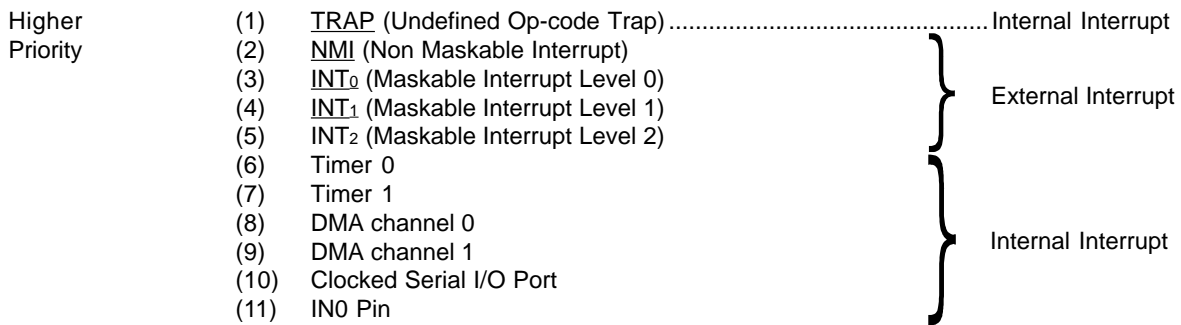 Higher (1) TRAP (Undefined Op-code Trap)................................................Internal Interrupt
Priority (2) NMI (Non Maskable Interrupt)
(3) INT0 (Maskable Interrupt Level 0)
External Interrupt
(4) INT1 (Maskable Interrupt Level 1)
(5) INT2 (Maskable Interrupt Level 2)
(6) Timer 0
(7) Timer 1
(8) DMA channel 0
(9) DMA channel 1
Internal Interrupt
(10) Clocked Serial I/O Port
(11) IN0 Pin